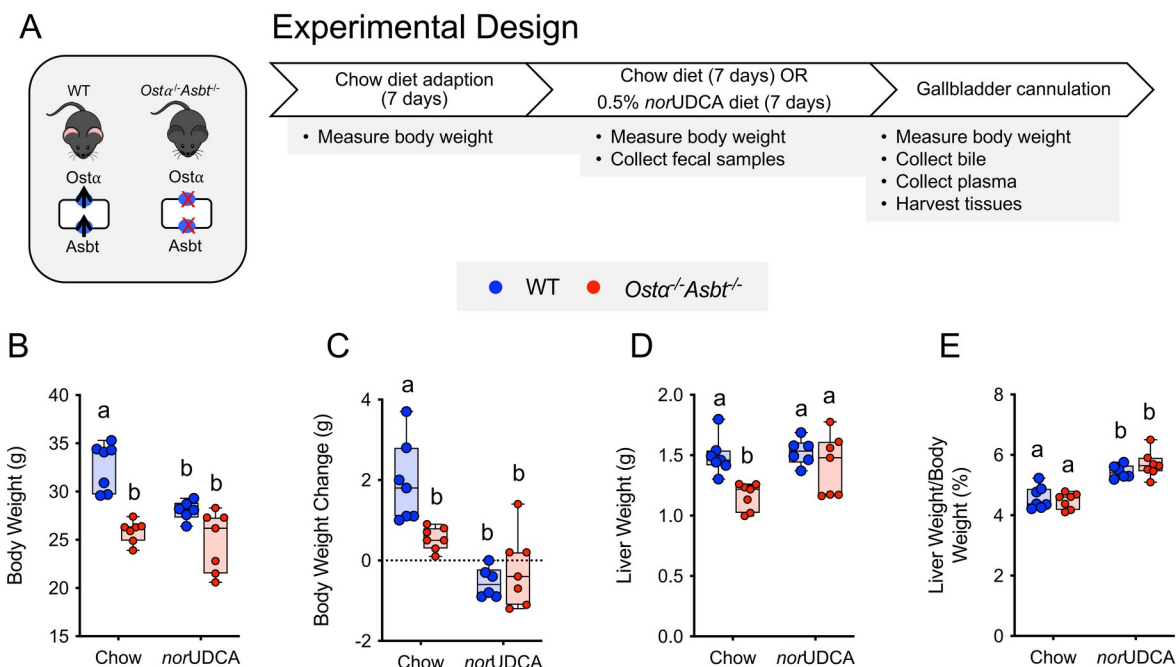 A
Experimental Design
WT
Ostα-/-Asbt-/-
Ostα
Ostα
Asbt
Asbt
Chow diet adaption
(7 days)
Chow diet (7 days) OR
0.5% norUDCA diet (7 days)
Gallbladder cannulation
• Measure body weight
• Measure body weight
• Collect fecal samples
• Measure body weight
• Collect bile
• Collect plasma
• Harvest tissues
WT
Ostα-/-Asbt-/-
B
Body Weight (g)
40
35
30
25
20
15
a
b
b
b
Chow
norUDCA
C
Body Weight Change (g)
4
2
0
-2
a
b
b
b
Chow
norUDCA
D
Liver Weight (g)
2.0
1.5
1.0
0.5
0.0
a
b
a
a
Chow
norUDCA
E
Liver Weight/Body
Weight (%)
8
6
4
2
0
a
a
b
b
Chow
norUDCA